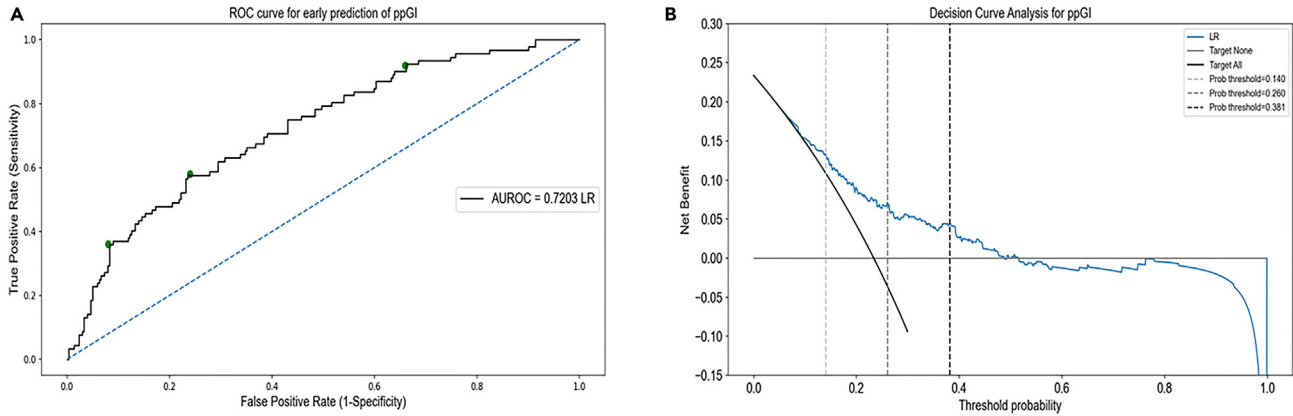 A
ROC curve for early prediction of ppGI
True Positive Rate (Sensitivity)
1.0
0.8
0.6
0.4
0.2
0.0
AUROC = 0.7203 LR
0.0 0.2 0.4 0.6 0.8 1.0
False Positive Rate (1-Specificity)
B
Decision Curve Analysis for ppGI
Net Benefit
0.30
0.25
0.20
0.15
0.10
0.05
0.00
−0.05
−0.10
−0.15
LR
Target None
Target All
Prob threshold=0.140
Prob threshold=0.260
Prob threshold=0.381
0.0 0.2 0.4 0.6 0.8 1.0
Threshold probability